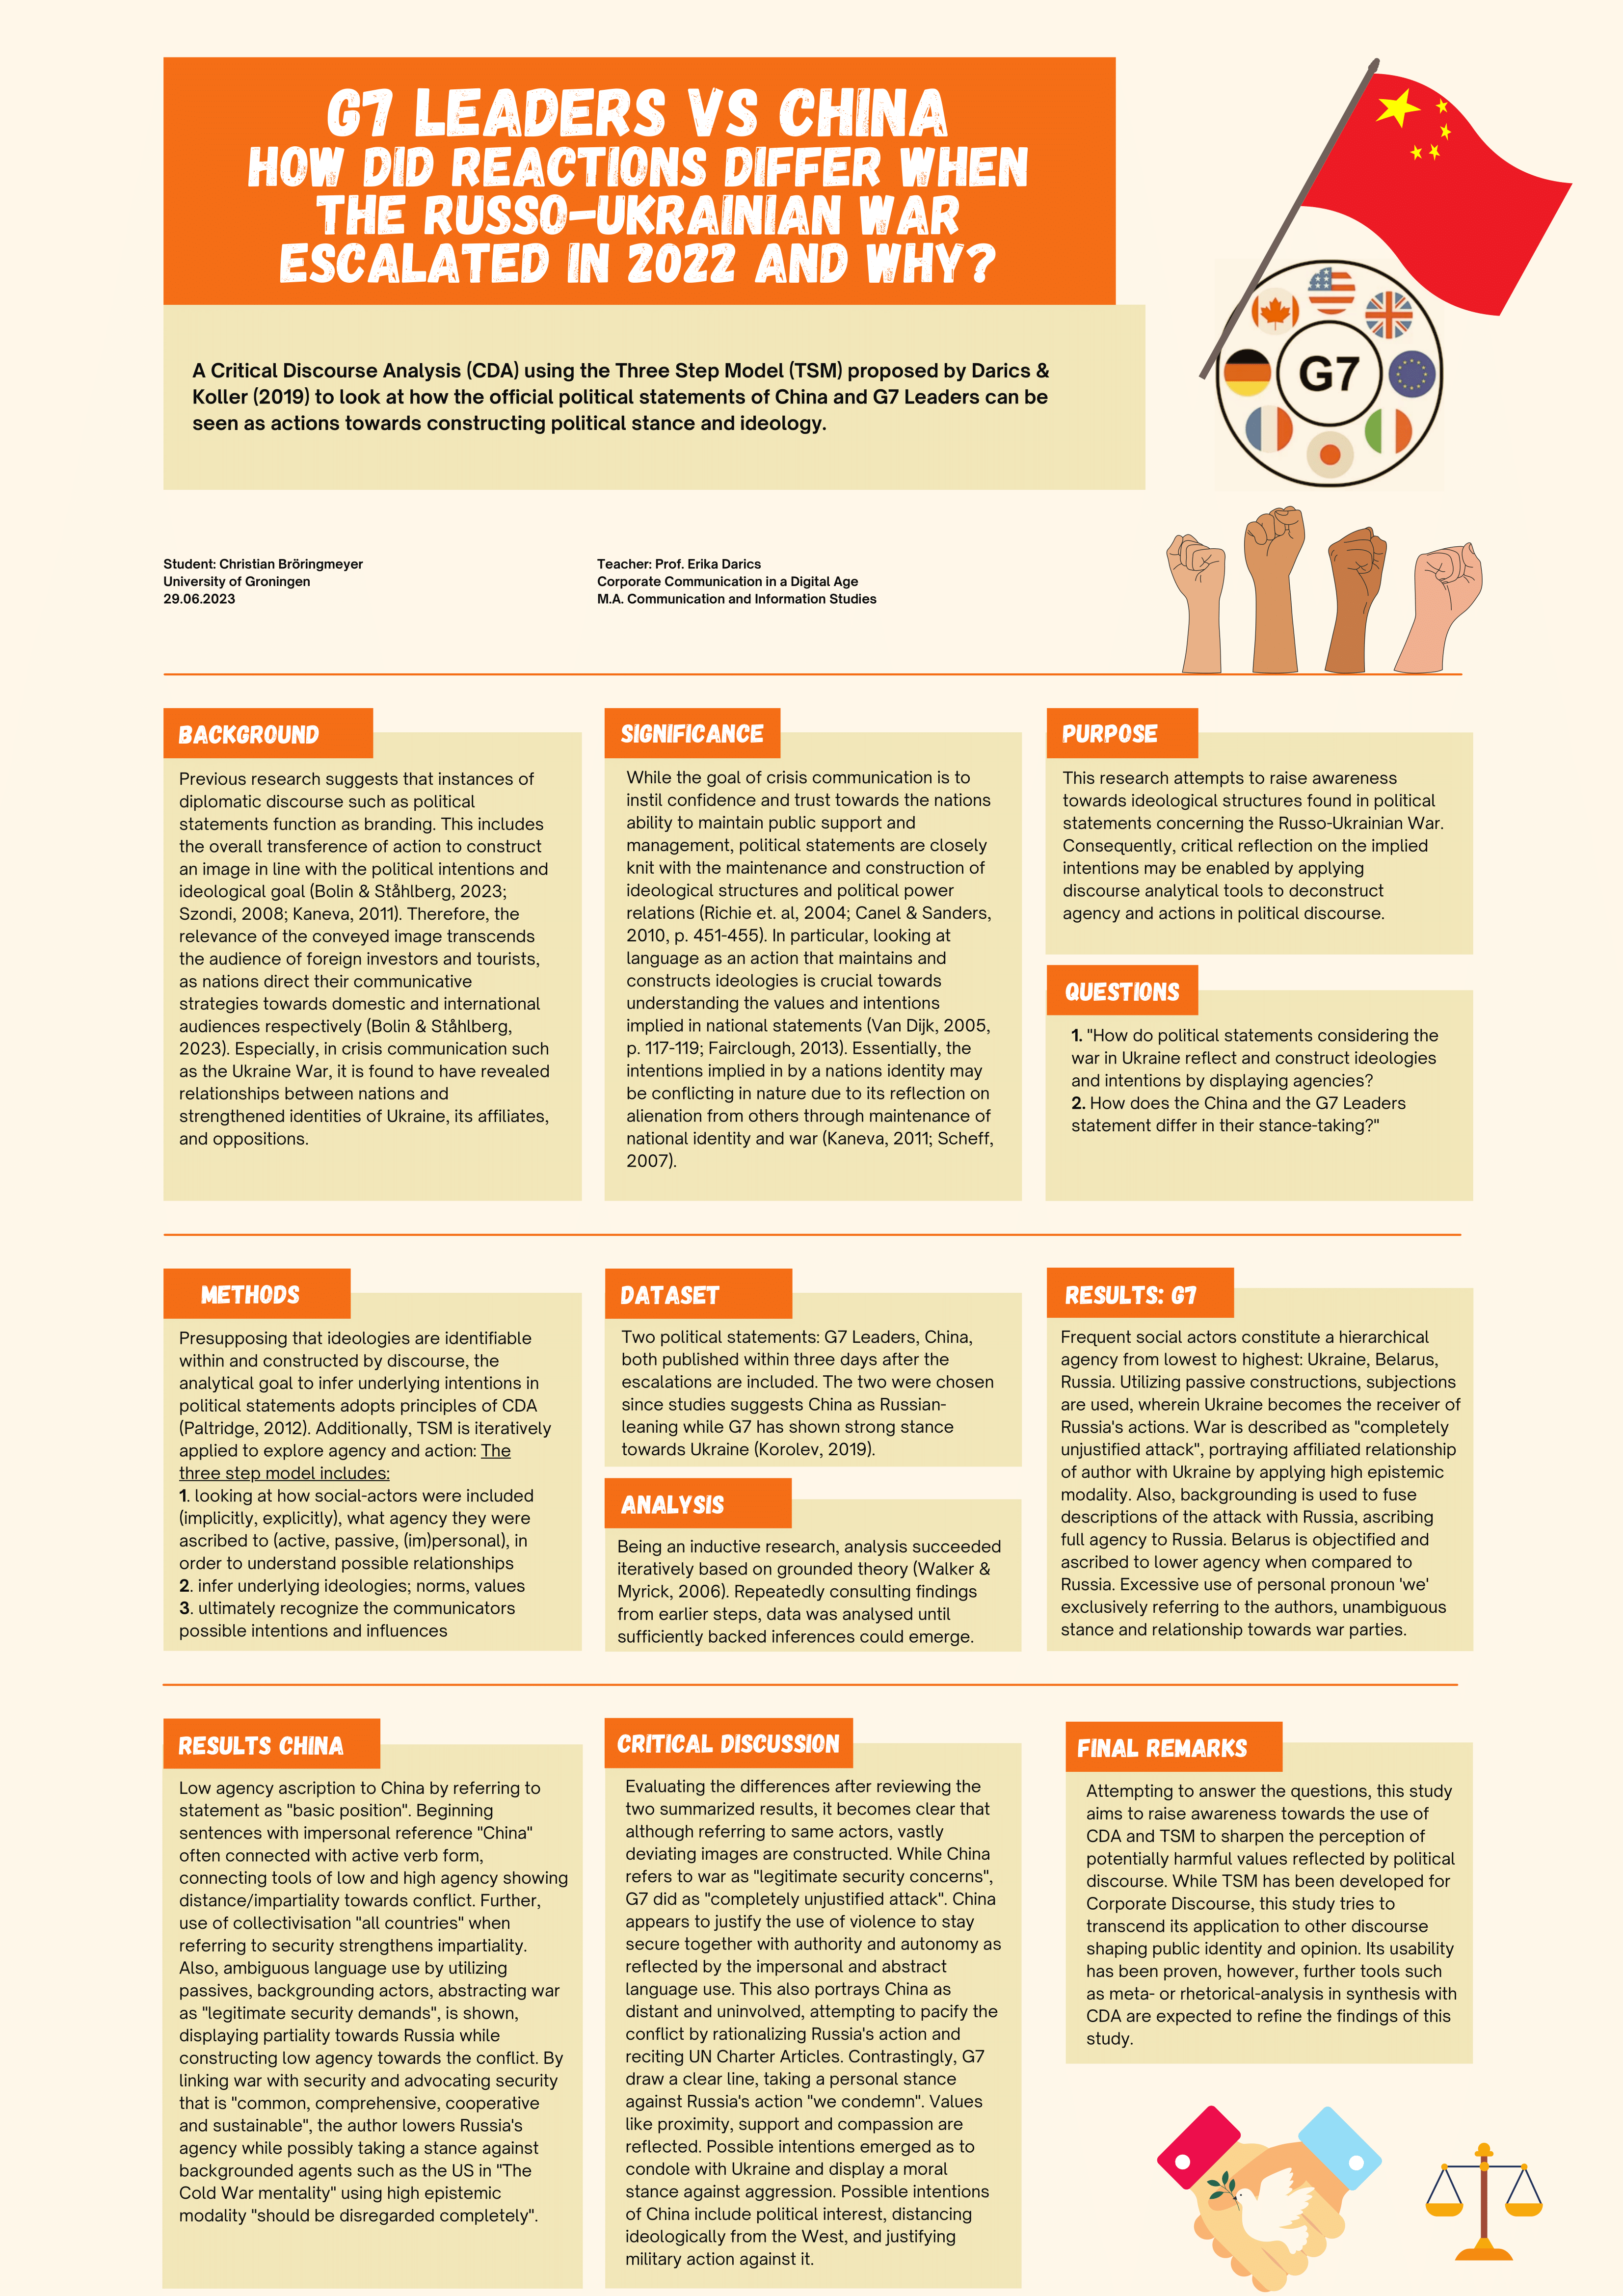 G7 LEADERS VS CHINA
HOW DID REACTIONS DIFFER WHEN
THE RUSSO-UKRAINIAN WAR
ESCALATED IN 2022 AND WHY?
A Critical Discourse Analysis (CDA) using the Three Step Model (TSM) proposed by Darics &
Koller (2019) to look at how the official political statements of China and G7 Leaders can be
seen as actions towards constructing political stance and ideology.
G7
Student: Christian Bröringmeyer
University of Groningen
29.06.2023
Teacher: Prof. Erika Darics
Corporate Communication in a Digital Age
M.A. Communication and Information Studies
BACKGROUND
Previous research suggests that instances of
diplomatic discourse such as political
statements function as branding. This includes
the overall transference of action to construct
an image in line with the political intentions and
ideological goal (Bolin & Ståhlberg, 2023;
Szondi, 2008; Kaneva, 2011). Therefore, the
relevance of the conveyed image transcends
the audience of foreign investors and tourists,
as nations direct their communicative
strategies towards domestic and international
audiences respectively (Bolin & Ståhlberg,
2023). Especially, in crisis communication such
as the Ukraine War, it is found to have revealed
relationships between nations and
strengthened identities of Ukraine, its affiliates,
and oppositions.
SIGNIFICANCE
While the goal of crisis communication is to
instil confidence and trust towards the nations
ability to maintain public support and
management, political statements are closely
knit with the maintenance and construction of
ideological structures and political power
relations (Richie et. al, 2004; Canel & Sanders,
2010, p. 451-455). In particular, looking at
language as an action that maintains and
constructs ideologies is crucial towards
understanding the values and intentions
implied in national statements (Van Dijk, 2005,
p. 117-119; Fairclough, 2013). Essentially, the
intentions implied in by a nations identity may
be conflicting in nature due to its reflection on
alienation from others through maintenance of
national identity and war (Kaneva, 2011; Scheff,
2007).
PURPOSE
This research attempts to raise awareness
towards ideological structures found in political
statements concerning the Russo-Ukrainian War.
Consequently, critical reflection on the implied
intentions may be enabled by applying
discourse analytical tools to deconstruct
agency and actions in political discourse.
QUESTIONS
1. "How do political statements considering the
war in Ukraine reflect and construct ideologies
and intentions by displaying agencies?
2. How does the China and the G7 Leaders
statement differ in their stance-taking?"
METHODS
Presupposing that ideologies are identifiable
within and constructed by discourse, the
analytical goal to infer underlying intentions in
political statements adopts principles of CDA
(Paltridge, 2012). Additionally, TSM is iteratively
applied to explore agency and action: The
three step model includes:
1. looking at how social-actors were included
(implicitly, explicitly), what agency they were
ascribed to (active, passive, (im)personal), in
order to understand possible relationships
2. infer underlying ideologies; norms, values
3. ultimately recognize the communicators
possible intentions and influences
DATASET
Two political statements: G7 Leaders, China,
both published within three days after the
escalations are included. The two were chosen
since studies suggests China as Russian-
leaning while G7 has shown strong stance
towards Ukraine (Korolev, 2019).
ANALYSIS
Being an inductive research, analysis succeeded
iteratively based on grounded theory (Walker &
Myrick, 2006). Repeatedly consulting findings
from earlier steps, data was analysed until
sufficiently backed inferences could emerge.
RESULTS: G7
Frequent social actors constitute a hierarchical
agency from lowest to highest: Ukraine, Belarus,
Russia. Utilizing passive constructions, subjections
are used, wherein Ukraine becomes the receiver of
Russia's actions. War is described as "completely
unjustified attack", portraying affiliated relationship
of author with Ukraine by applying high epistemic
modality. Also, backgrounding is used to fuse
descriptions of the attack with Russia, ascribing
full agency to Russia. Belarus is objectified and
ascribed to lower agency when compared to
Russia. Excessive use of personal pronoun 'we'
exclusively referring to the authors, unambiguous
stance and relationship towards war parties.
RESULTS CHINA
Low agency ascription to China by referring to
statement as "basic position". Beginning
sentences with impersonal reference "China"
often connected with active verb form,
connecting tools of low and high agency showing
distance/impartiality towards conflict. Further,
use of collectivisation "all countries" when
referring to security strengthens impartiality.
Also, ambiguous language use by utilizing
passives, backgrounding actors, abstracting war
as "legitimate security demands", is shown,
displaying partiality towards Russia while
constructing low agency towards the conflict. By
linking war with security and advocating security
that is "common, comprehensive, cooperative
and sustainable", the author lowers Russia's
agency while possibly taking a stance against
backgrounded agents such as the US in "The
Cold War mentality" using high epistemic
modality "should be disregarded completely".
CRITICAL DISCUSSION
Evaluating the differences after reviewing the
two summarized results, it becomes clear that
although referring to same actors, vastly
deviating images are constructed. While China
refers to war as "legitimate security concerns",
G7 did as "completely unjustified attack". China
appears to justify the use of violence to stay
secure together with authority and autonomy as
reflected by the impersonal and abstract
language use. This also portrays China as
distant and uninvolved, attempting to pacify the
conflict by rationalizing Russia's action and
reciting UN Charter Articles. Contrastingly, G7
draw a clear line, taking a personal stance
against Russia's action "we condemn". Values
like proximity, support and compassion are
reflected. Possible intentions emerged as to
condole with Ukraine and display a moral
stance against aggression. Possible intentions
of China include political interest, distancing
ideologically from the West, and justifying
military action against it.
FINAL REMARKS
Attempting to answer the questions, this study
aims to raise awareness towards the use of
CDA and TSM to sharpen the perception of
potentially harmful values reflected by political
discourse. While TSM has been developed for
Corporate Discourse, this study tries to
transcend its application to other discourse
shaping public identity and opinion. Its usability
has been proven, however, further tools such
as meta- or rhetorical-analysis in synthesis with
CDA are expected to refine the findings of this
study.